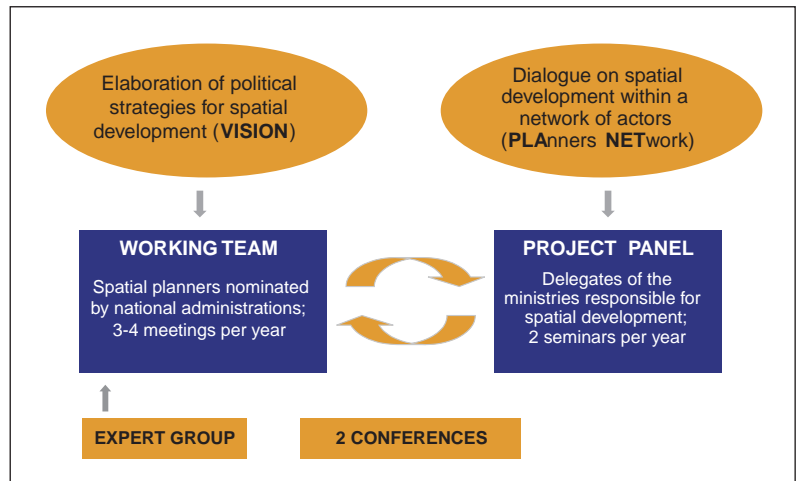 Elaboration of political
strategies for spatial
development (VISION)
Dialogue on spatial
development within a
network of actors
(PLAnners NETwork)
WORKING TEAM
Spatial planners nominated
by national administrations;
3-4 meetings per year
PROJECT PANEL
Delegates of the
ministries responsible for
spatial development;
2 seminars per year
EXPERT GROUP
2 CONFERENCES